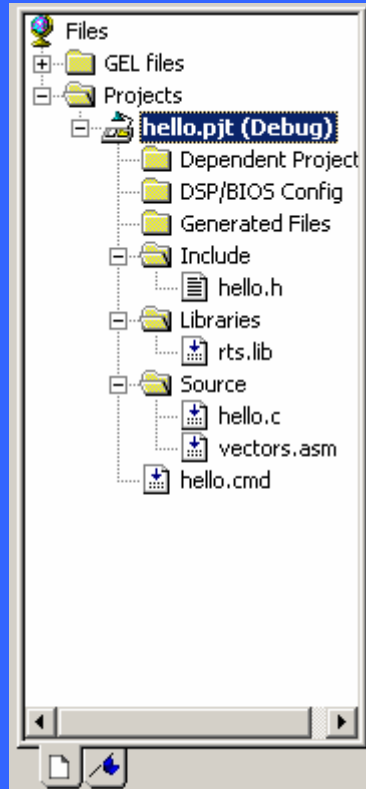 Files
GEL files
Projects
hello.pjt (Debug)
Dependent Project
DSP/BIOS Config
Generated Files
Include
hello.h
Libraries
rts.lib
Source
hello.c
vectors.asm
hello.cmd